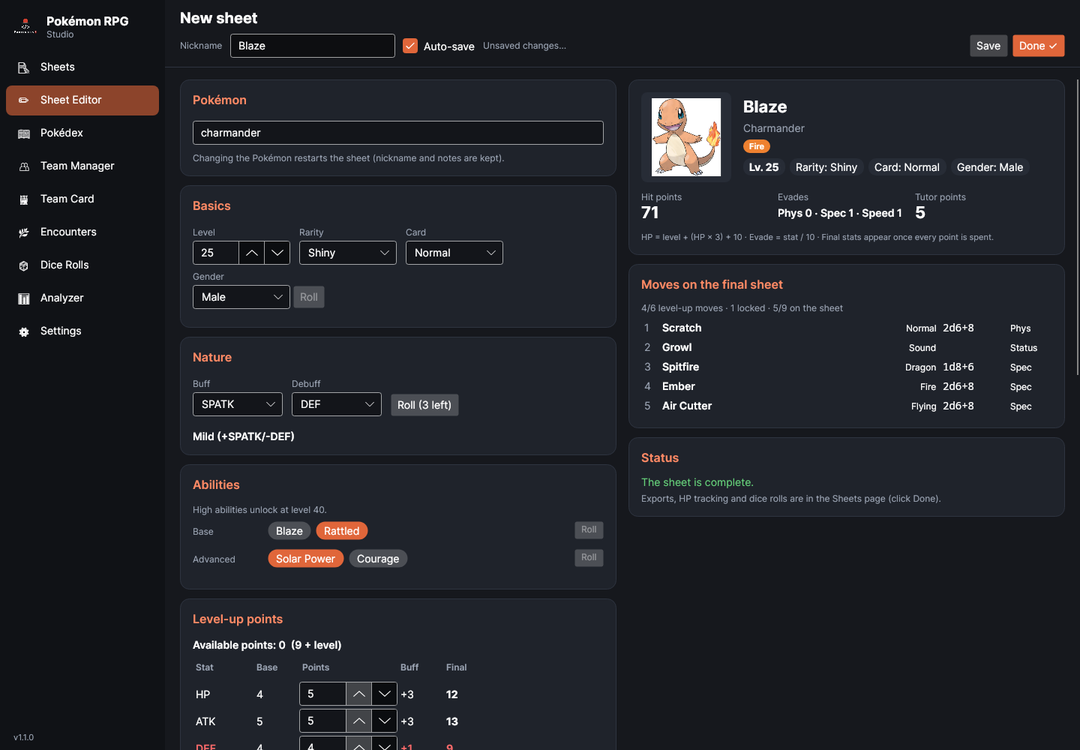 Pokémon RPG
Studio
Sheets
Sheet Editor
Pokédex
Team Manager
Team Card
Encounters
Dice Rolls
Analyzer
Settings
v1.1.0
New sheet
Nickname Blaze Auto-save Unsaved changes...
Save Done
Pokémon
charmander
Changing the Pokémon restarts the sheet (nickname and notes are kept).
Basics
Level Rarity Card
25 Shiny Normal
Gender
Male Roll
Nature
Buff Debuff
SPATK DEF Roll (3 left)
Mild (+SPATK/-DEF)
Abilities
High abilities unlock at level 40.
Base Blaze Rattled Roll
Advanced Solar Power Courage Roll
Level-up points
Available points: 0 (9 + level)
Stat Base Points Buff Final
HP 4 5 +3 12
ATK 5 5 +3 13
DEF 4 4 +1 9
Blaze
Charmander
Fire
Lv. 25 Rarity: Shiny Card: Normal Gender: Male
Hit points Evades Tutor points
71 Phys 0 · Spec 1 · Speed 1 5
HP = level + (HP × 3) + 10 · Evade = stat / 10 · Final stats appear once every point is spent.
Moves on the final sheet
4/6 level-up moves · 1 locked · 5/9 on the sheet
1 Scratch Normal 2d6+8 Phys
2 Growl Sound Status
3 Spitfire Dragon 1d8+6 Spec
4 Ember Fire 2d6+8 Spec
5 Air Cutter Flying 2d6+8 Spec
Status
The sheet is complete.
Exports, HP tracking and dice rolls are in the Sheets page (click Done).